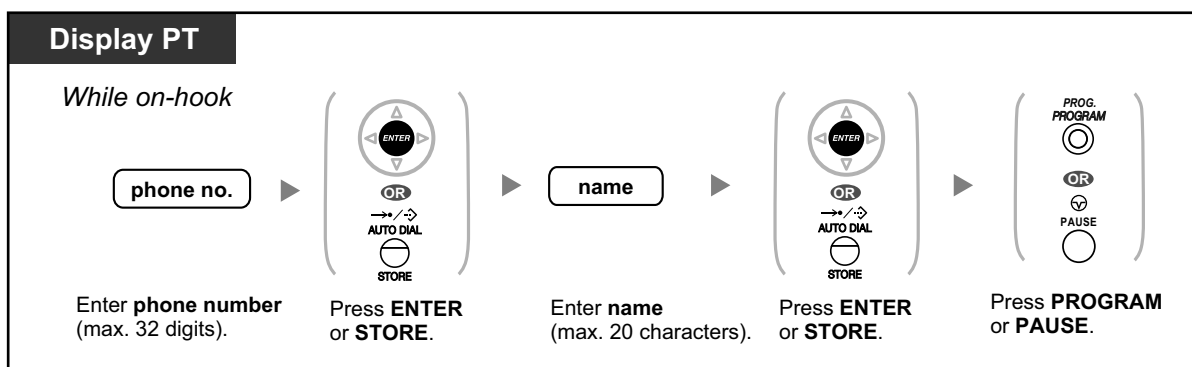 Display PT
While on-hook
phone no.
ENTER
OR
AUTO DIAL
STORE
name
ENTER
OR
AUTO DIAL
STORE
PROG.
PROGRAM
OR
PAUSE
Enter phone number
(max. 32 digits).
Press ENTER
or STORE.
Enter name
(max. 20 characters).
Press ENTER
or STORE.
Press PROGRAM
or PAUSE.